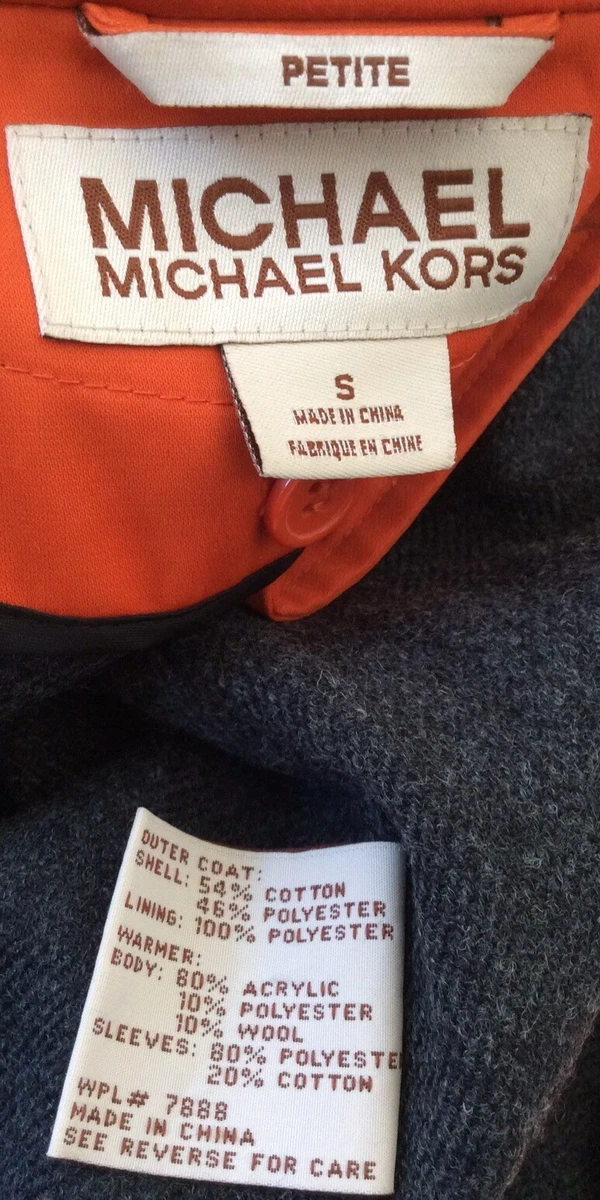 PETITE
MICHAEL
MICHAEL KORS
S
MADE IN CHINA
FABRIQUE EN CHINE
OUTER COAT:
SHELL: 54% COTTON
46% POLYESTER
LINING: 100% POLYESTER
WARMER:
BODY: 80% ACRYLIC
10% POLYESTER
10% WOOL
SLEEVES: 80% POLYESTE
20% COTTON
WPL# 7888
MADE IN CHINA
SEE REVERSE FOR CARE